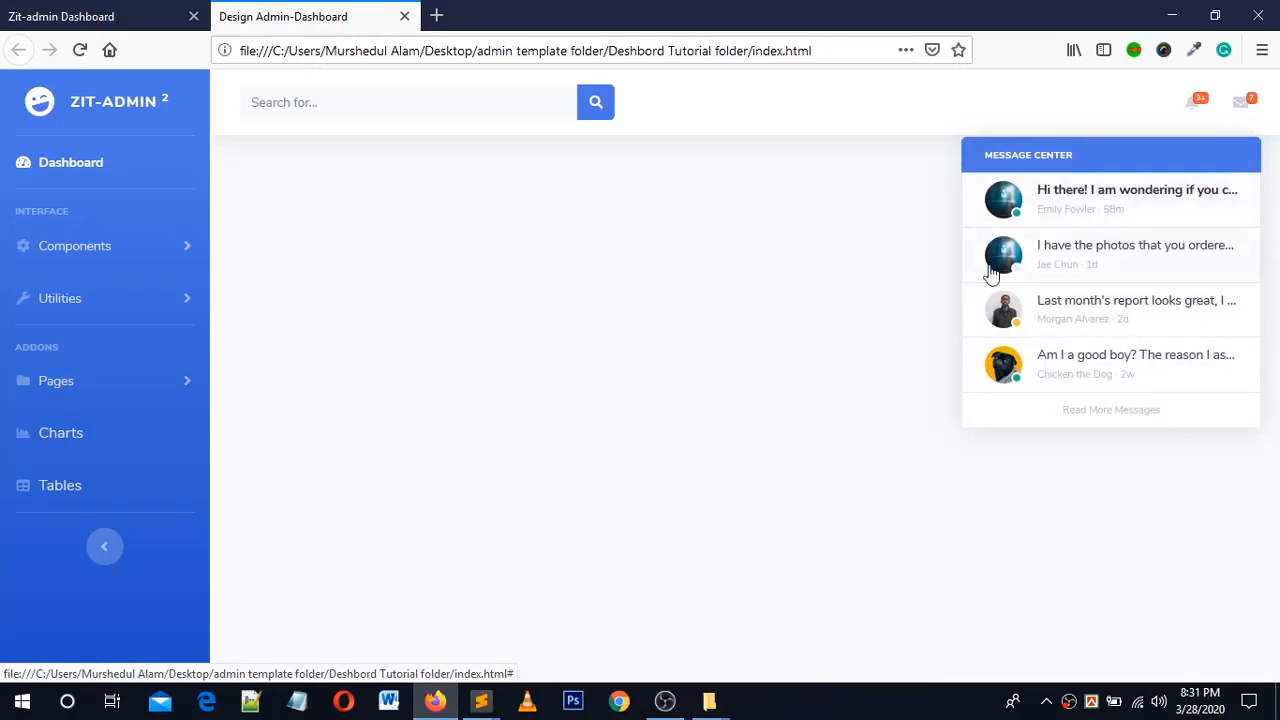 Zit-admin Dashboard
Design Admin-Dashboard
file:///C:/Users/Murshedul Alam/Desktop/admin template folder/Deshbord Tutorial folder/index.html
ZIT-ADMIN 2
Search for...
3+
7
MESSAGE CENTER
Dashboard
Hi there! I am wondering if you c...
Emily Fowler · 58m
INTERFACE
Components
I have the photos that you ordere...
Jae Chun · 1d
Utilities
Last month's report looks great, I ...
Morgan Alvarez · 2d
ADDONS
Am I a good boy? The reason I as...
Chicken the Dog · 2w
Pages
Read More Messages
Charts
Tables
file:///C:/Users/Murshedul Alam/Desktop/admin template folder/Deshbord Tutorial folder/index.html#
8:31 PM
3/28/2020